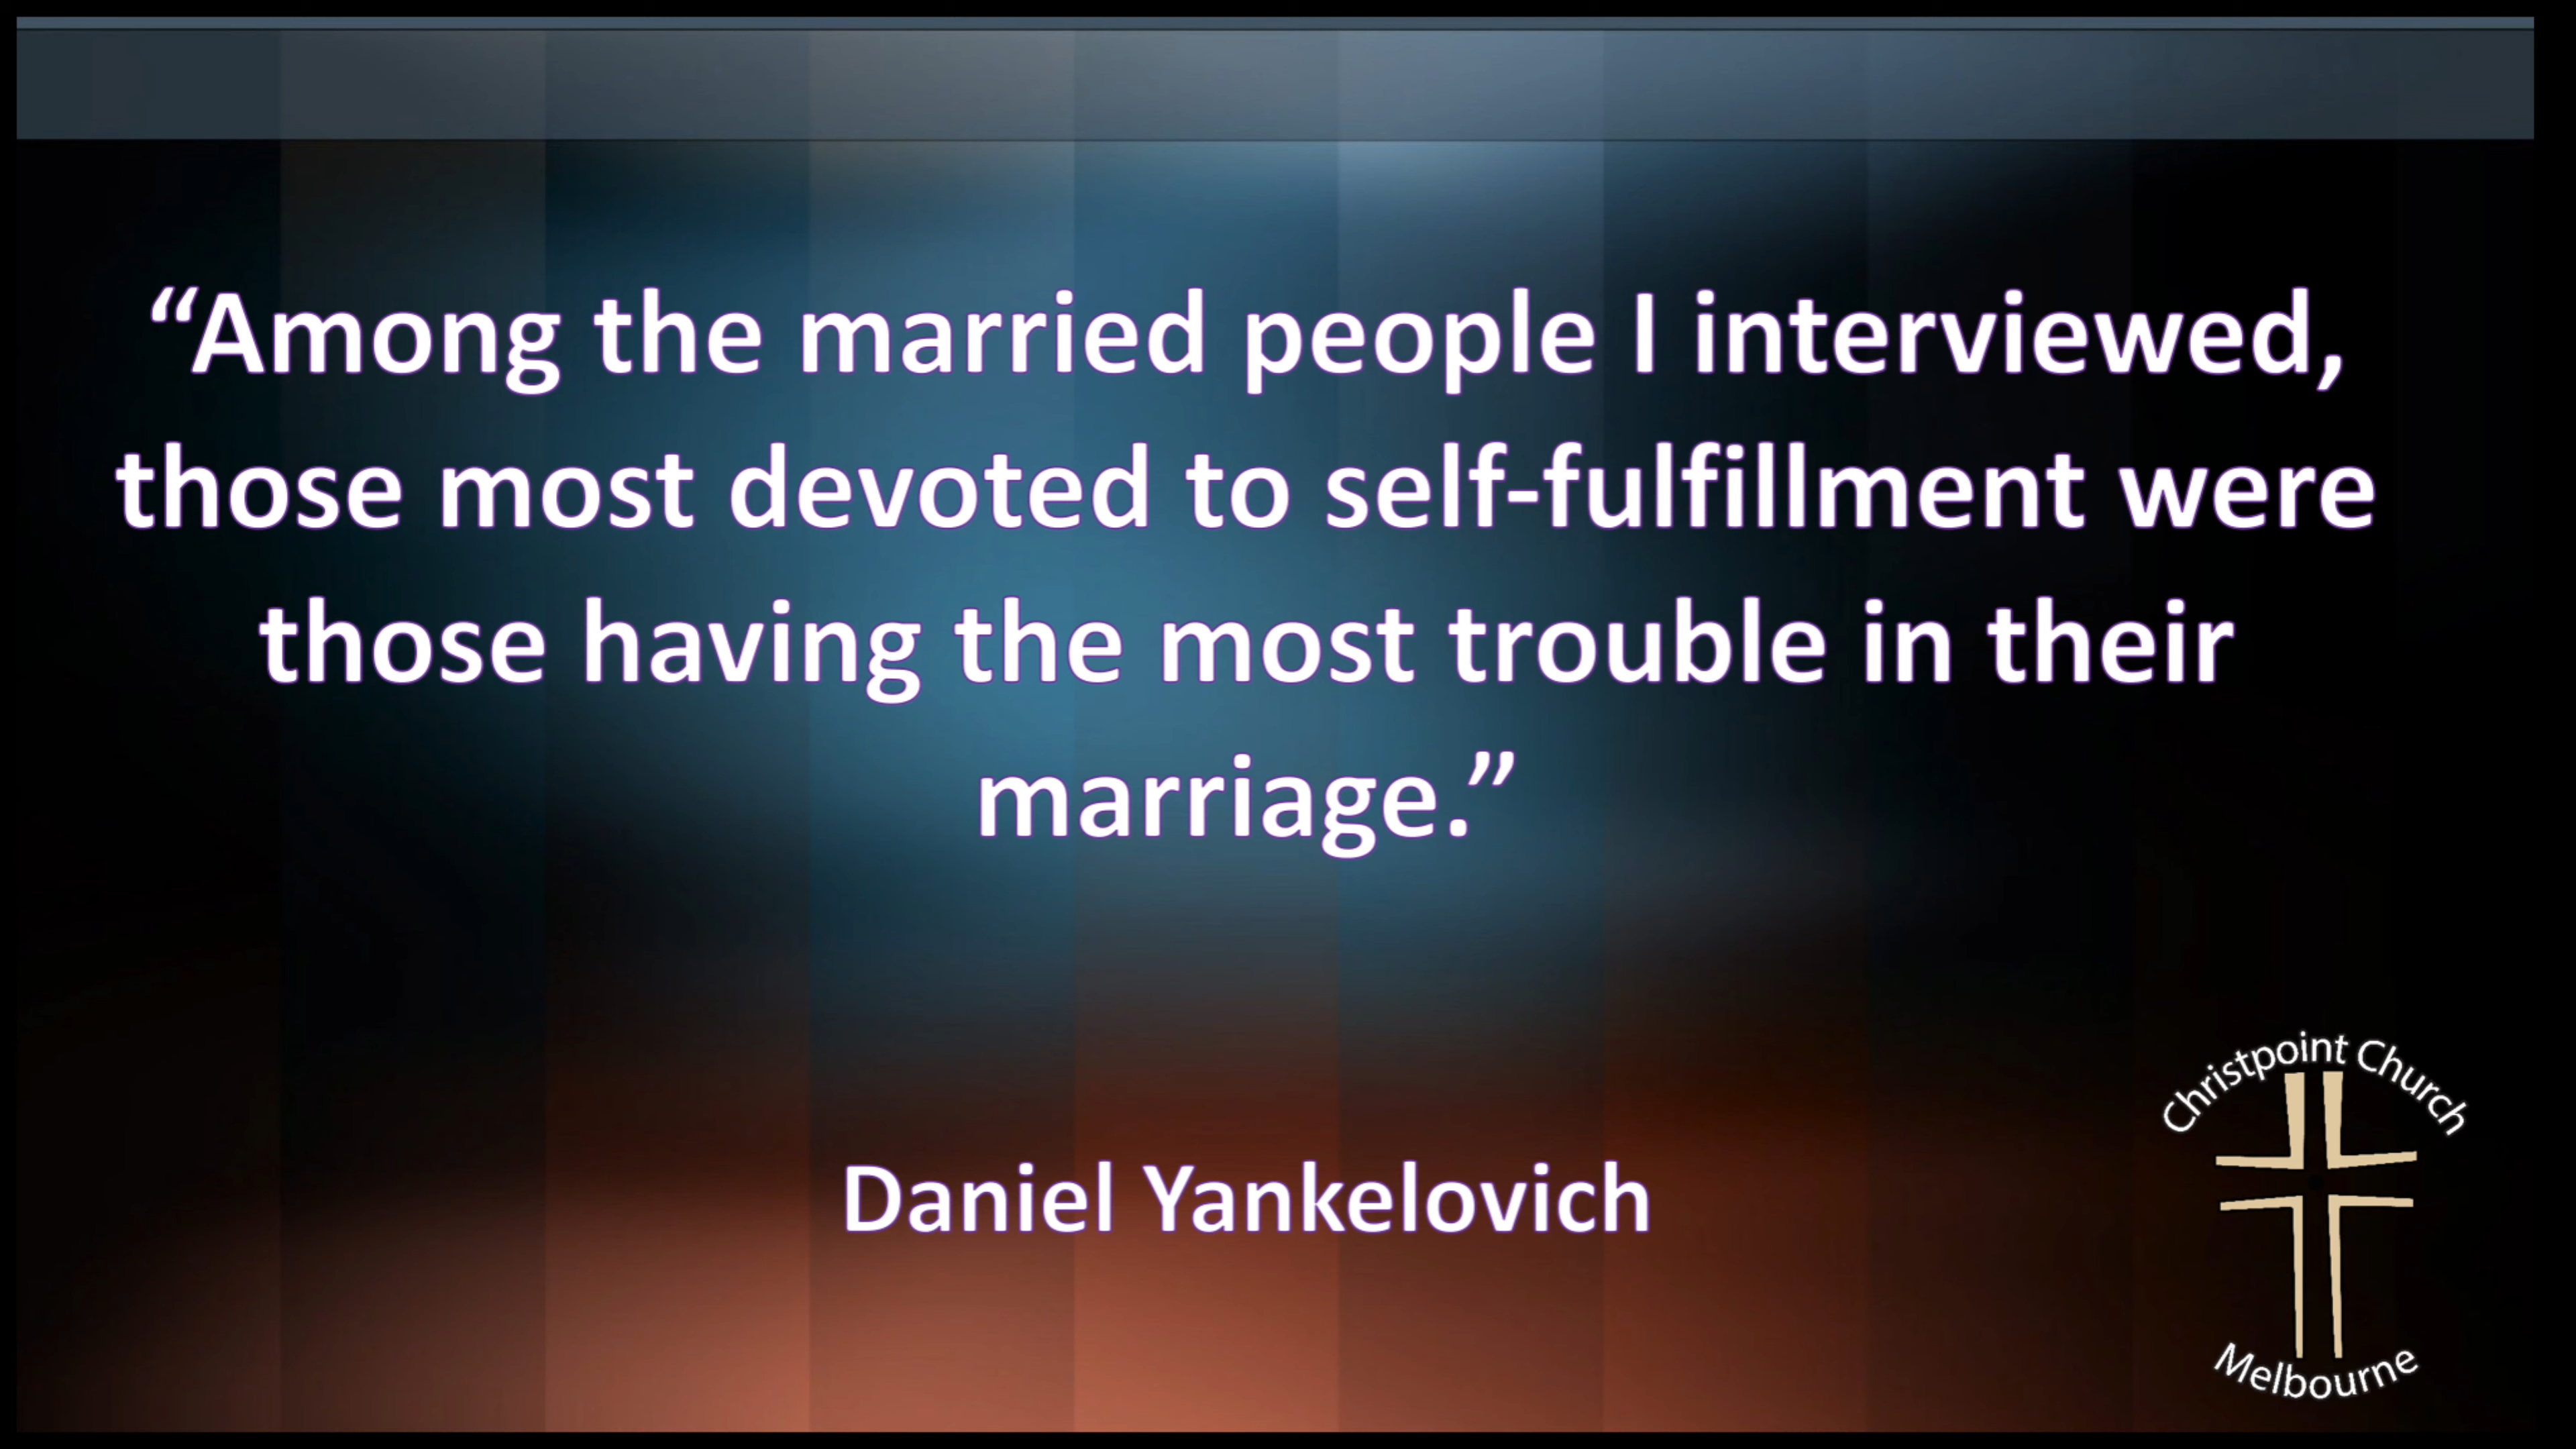 “Among the married people I interviewed,
those most devoted to self-fulfillment were
those having the most trouble in their
marriage.”
Daniel Yankelovich
Christpoint Church
Melbourne